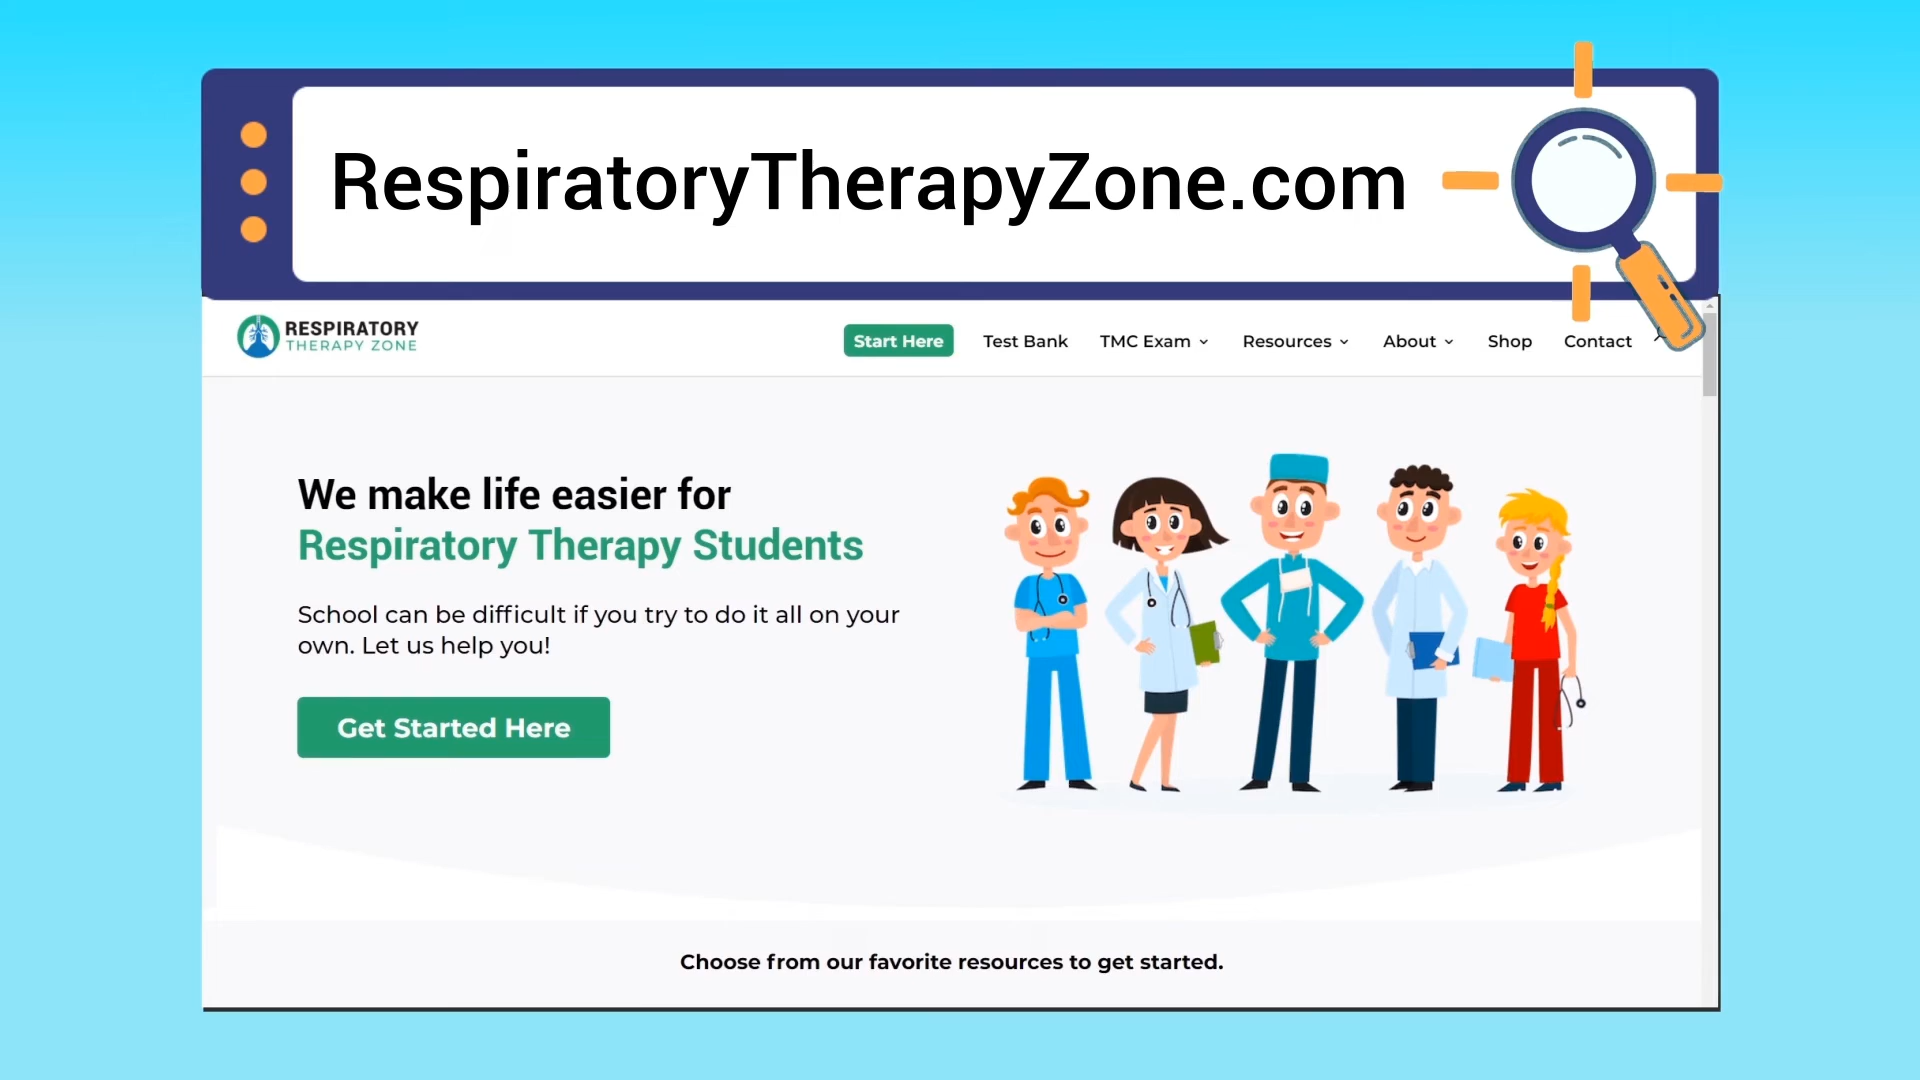 RespiratoryTherapyZone.com
RESPIRATORY
THERAPY ZONE
Start Here
Test Bank
TMC Exam
Resources
About
Shop
Contact
We make life easier for
Respiratory Therapy Students
School can be difficult if you try to do it all on your
own. Let us help you!
Get Started Here
Choose from our favorite resources to get started.